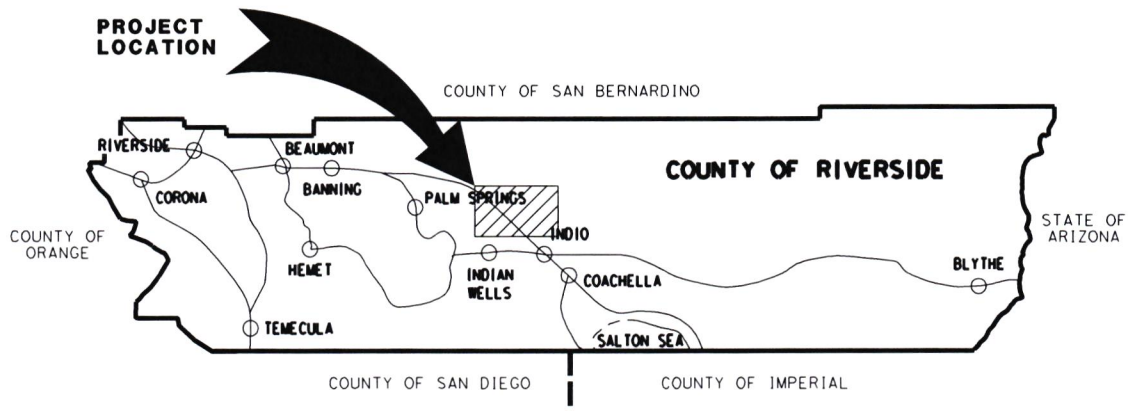 PROJECT
LOCATION
COUNTY OF SAN BERNARDINO
RIVERSIDE
BEAUMONT
COUNTY OF RIVERSIDE
BANNING
CORONA
PALM SPRINGS
STATE OF
ARIZONA
COUNTY OF
ORANGE
INDIO
HEMET
INDIAN
WELLS
COACHELLA
BLYTHE
TEMECULA
SALTON SEA
COUNTY OF SAN DIEGO
COUNTY OF IMPERIAL